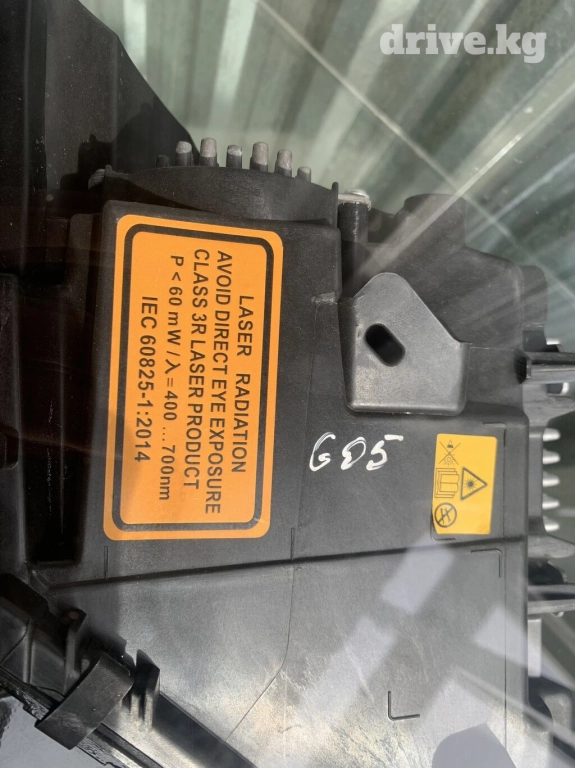 drive.kg
LASER RADIATION
AVOID DIRECT EYE EXPOSURE
CLASS 3R LASER PRODUCT
P < 60 mW / λ = 400 ... 700nm
IEC 60825-1:2014
G05